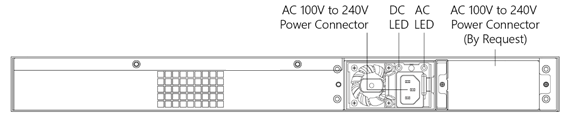 AC 100V to 240V
Power Connector
DC
LED
AC
LED
AC 100V to 240V
Power Connector
(By Request)